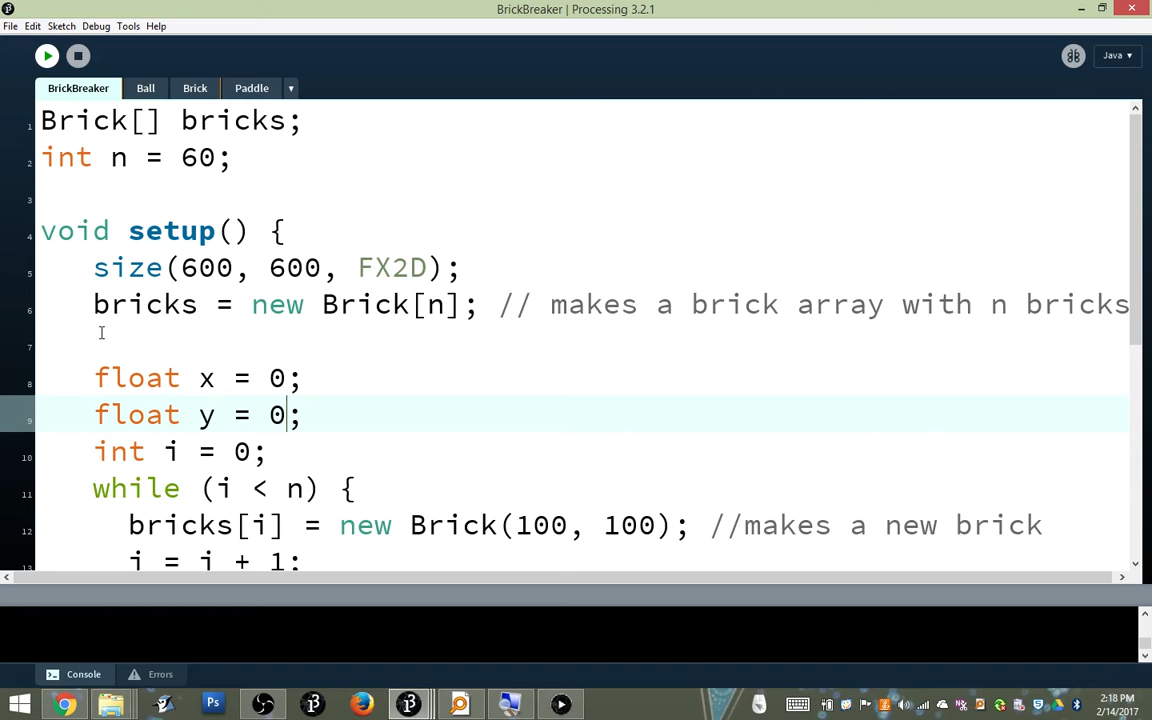 BrickBreaker | Processing 3.2.1
File Edit Sketch Debug Tools Help
Java ▾
BrickBreaker Ball Brick Paddle ▾
1 Brick[] bricks;
2 int n = 60;
3
4 void setup() {
5 size(600, 600, FX2D);
6 bricks = new Brick[n]; // makes a brick array with n bricks
7
8 float x = 0;
9 float y = 0;
10 int i = 0;
11 while (i < n) {
12 bricks[i] = new Brick(100, 100); //makes a new brick
13 i = i + 1;
Console Errors
Ps
2:18 PM
2/14/2017